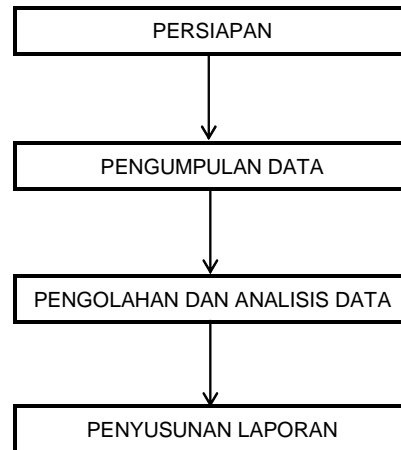 PERSIAPAN
PENGUMPULAN DATA
PENGOLAHAN DAN ANALISIS DATA
PENYUSUNAN LAPORAN